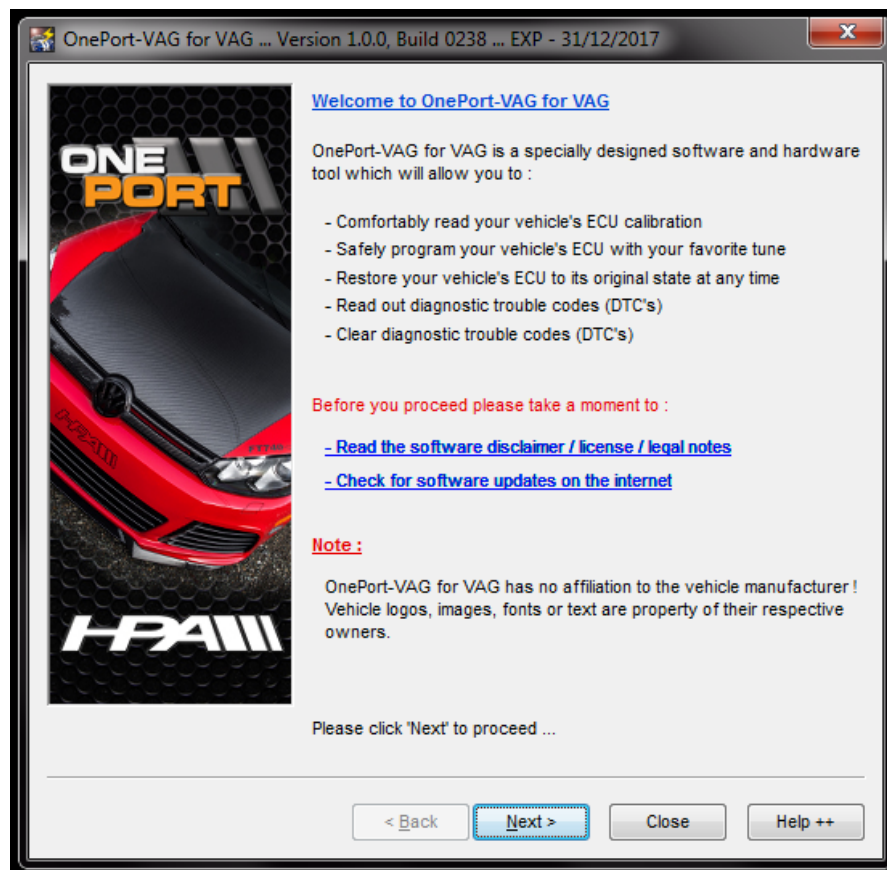 OnePort-VAG for VAG ... Version 1.0.0, Build 0238 ... EXP - 31/12/2017
ONE
PORT
HPA
HPA
Welcome to OnePort-VAG for VAG
OnePort-VAG for VAG is a specially designed software and hardware
tool which will allow you to :
- Comfortably read your vehicle's ECU calibration
- Safely program your vehicle's ECU with your favorite tune
- Restore your vehicle's ECU to its original state at any time
- Read out diagnostic trouble codes (DTC's)
- Clear diagnostic trouble codes (DTC's)
Before you proceed please take a moment to :
- Read the software disclaimer / license / legal notes
- Check for software updates on the internet
Note :
OnePort-VAG for VAG has no affiliation to the vehicle manufacturer !
Vehicle logos, images, fonts or text are property of their respective
owners.
Please click 'Next' to proceed ...
< Back
Next >
Close
Help ++